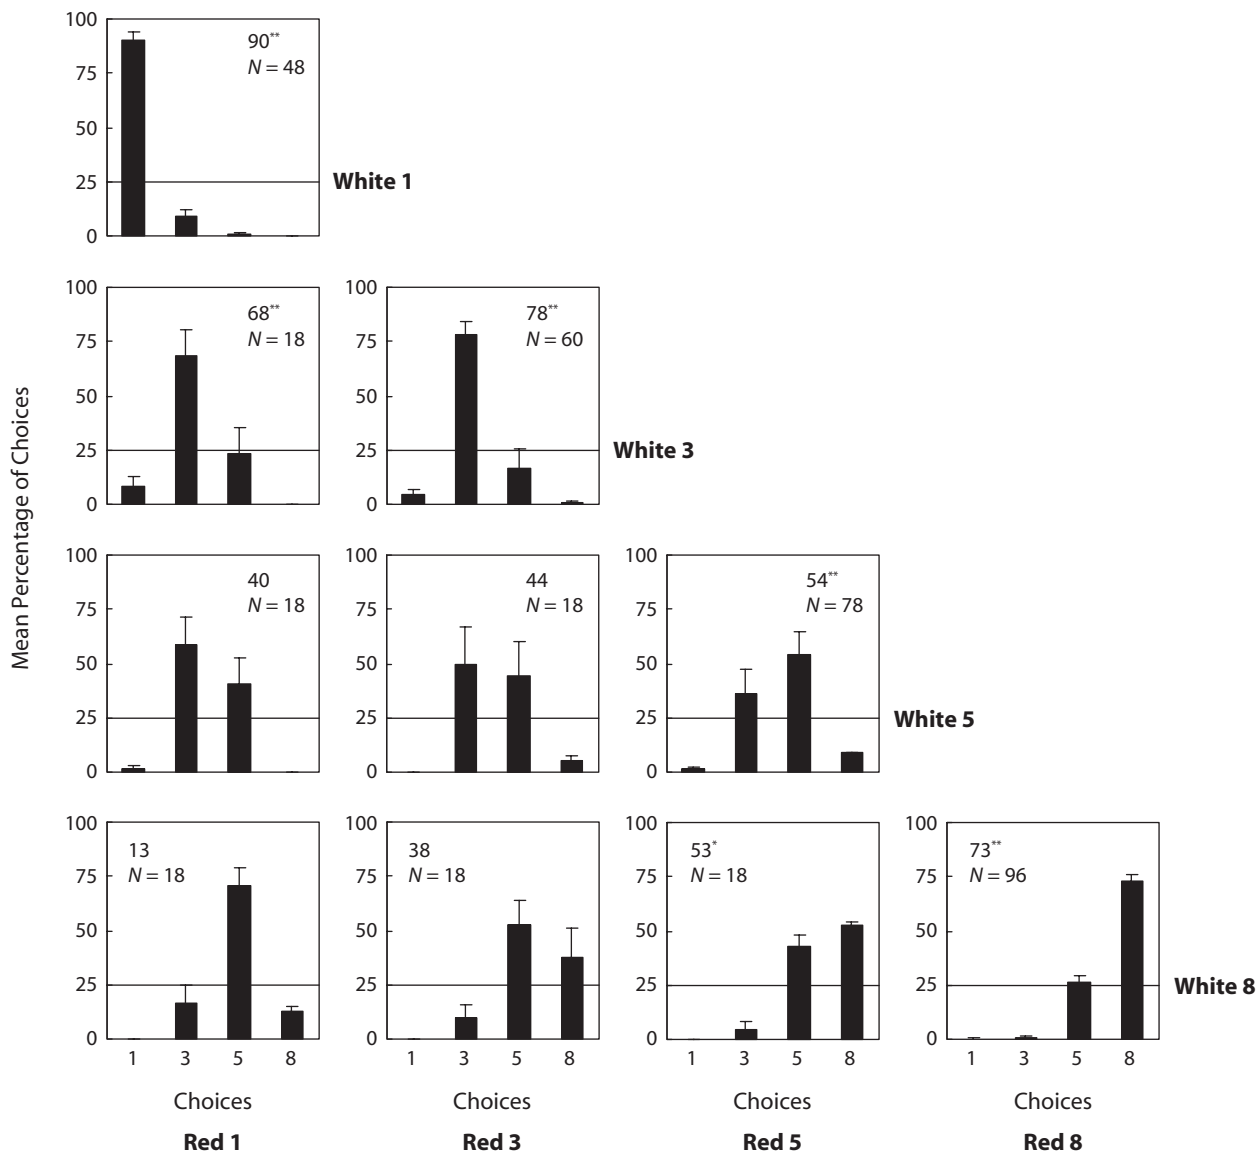 Mean Percentage of Choices
100
75
50
25
0
90**
N = 48
White 1
100
75
50
25
0
68**
N = 18
100
75
50
25
0
78**
N = 60
White 3
100
75
50
25
0
40
N = 18
100
75
50
25
0
44
N = 18
100
75
50
25
0
54**
N = 78
White 5
100
75
50
25
0
13
N = 18
100
75
50
25
0
38
N = 18
100
75
50
25
0
53*
N = 18
100
75
50
25
0
73**
N = 96
White 8
1 3 5 8
1 3 5 8
1 3 5 8
1 3 5 8
Choices
Choices
Choices
Choices
Red 1
Red 3
Red 5
Red 8